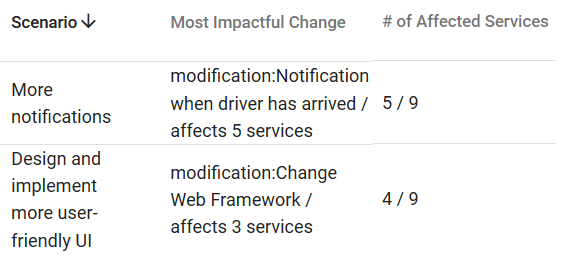 Scenario↓ Most Impactful Change # of Affected Services
More
notifications
modification:Notification
when driver has arrived /
affects 5 services
5 / 9
Design and
implement
more user-
friendly UI
modification:Change
Web Framework /
affects 3 services
4 / 9